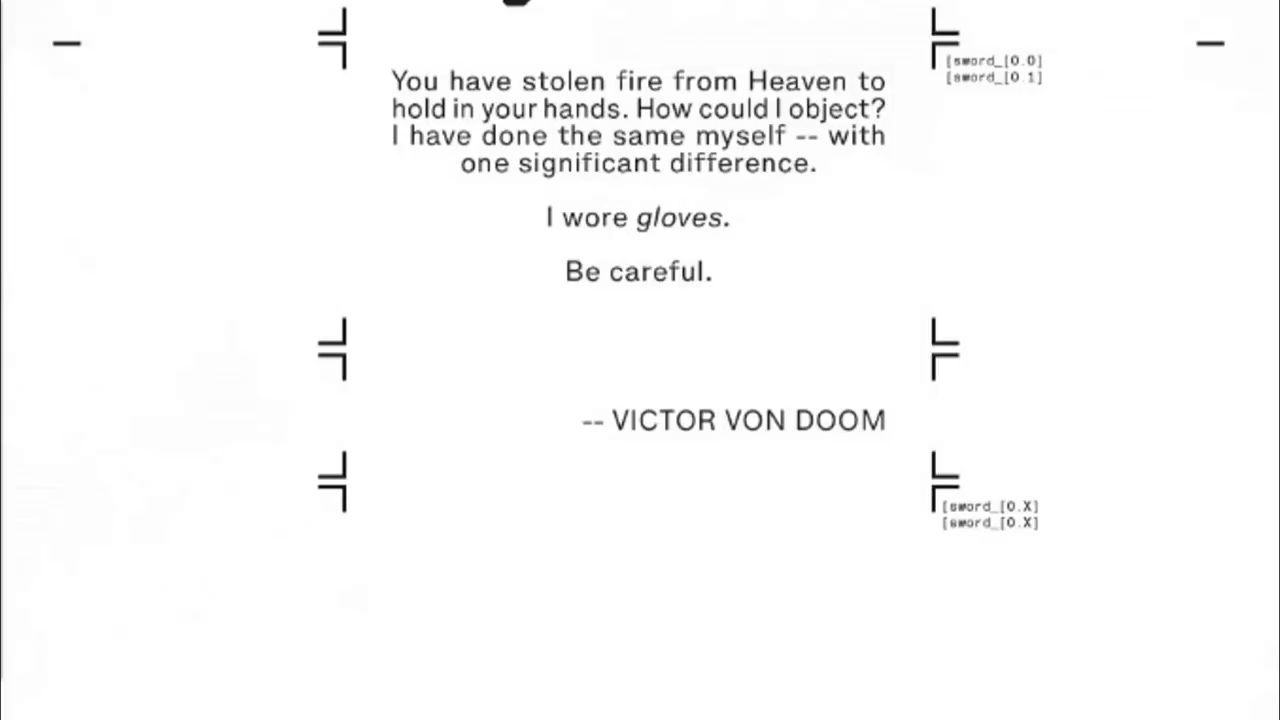 You have stolen fire from Heaven to
hold in your hands. How could I object?
I have done the same myself -- with
one significant difference.
I wore gloves.
Be careful.
-- VICTOR VON DOOM
[sword_[0.0]
[sword_[0.1]
[sword_[0.X]
[sword_[0.X]